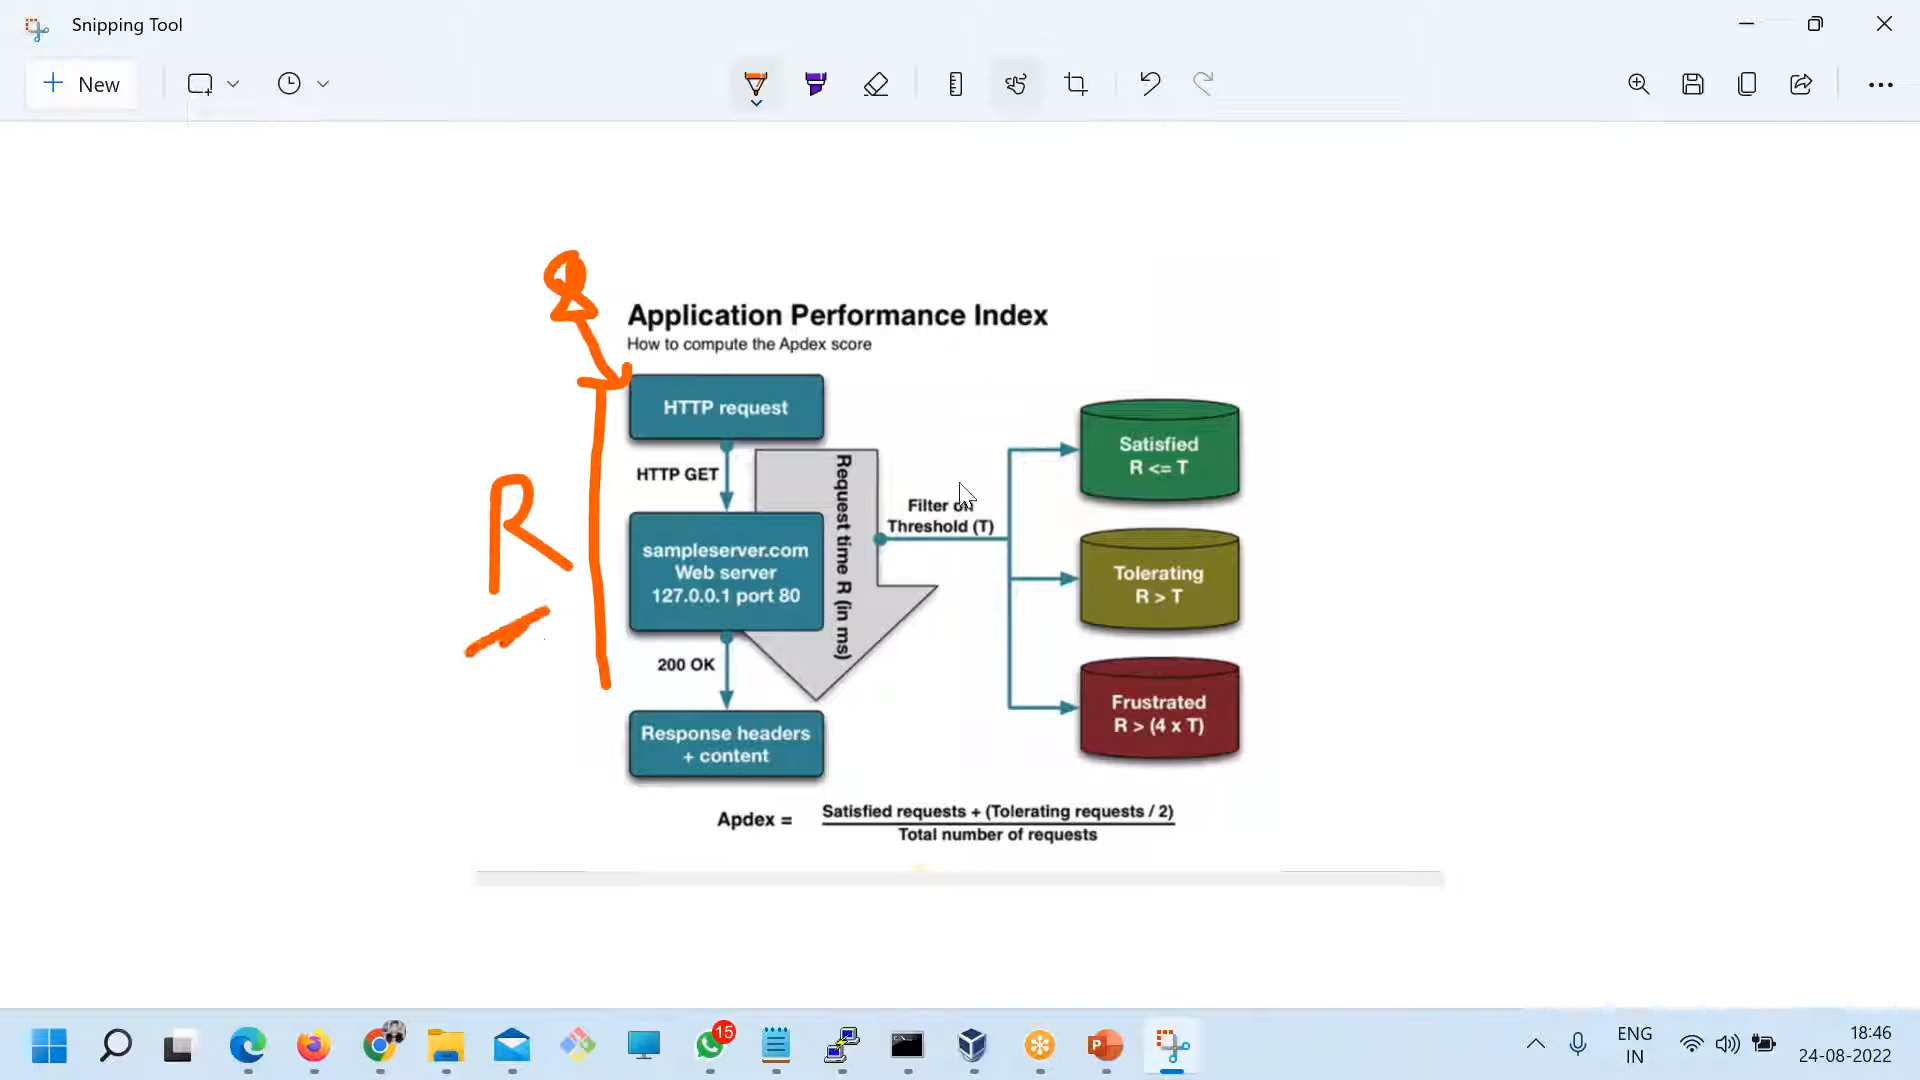 Snipping Tool
New
Application Performance Index
How to compute the Apdex score
HTTP request
HTTP GET
sampleserver.com
Web server
127.0.0.1 port 80
200 OK
Response headers
+ content
Request time R (in ms)
Filter on
Threshold (T)
Satisfied
R <= T
Tolerating
R > T
Frustrated
R > (4 x T)
R
Apdex =
Satisfied requests + (Tolerating requests / 2)
Total number of requests
15
ENG
IN
18:46
24-08-2022